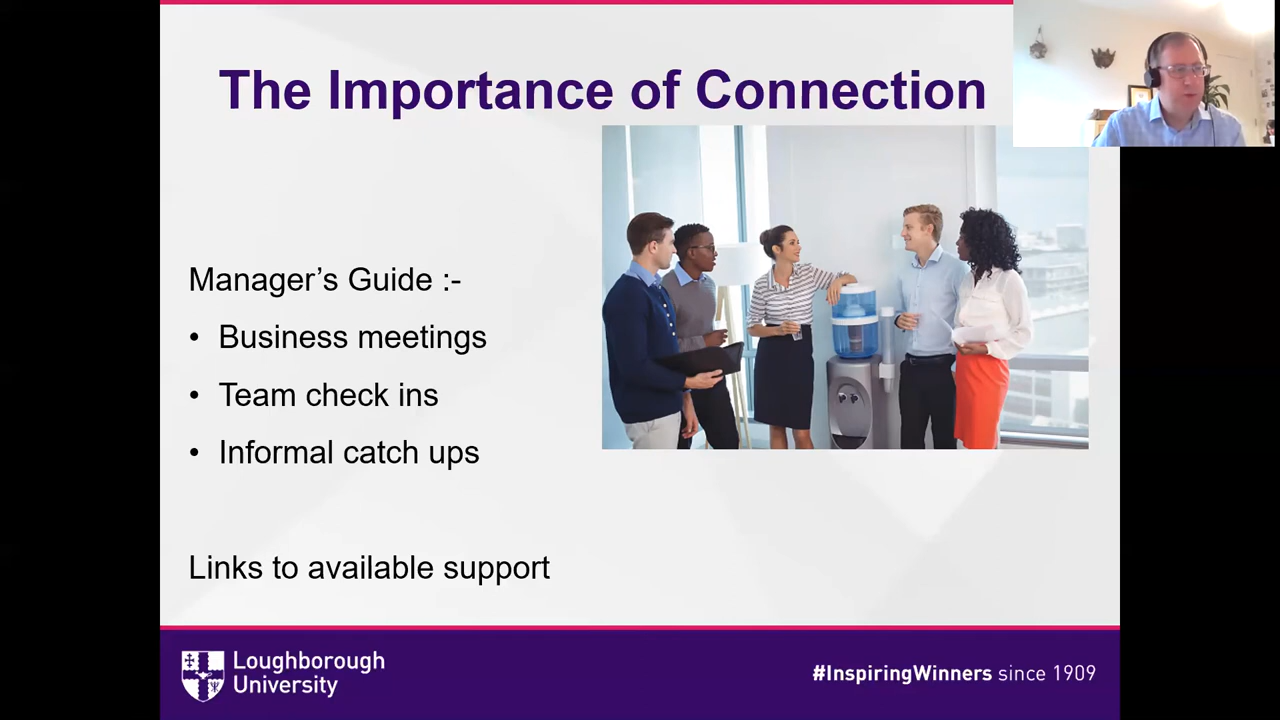 The Importance of Connection
Manager’s Guide :-
• Business meetings
• Team check ins
• Informal catch ups
Links to available support
Loughborough
University
#InspiringWinners since 1909